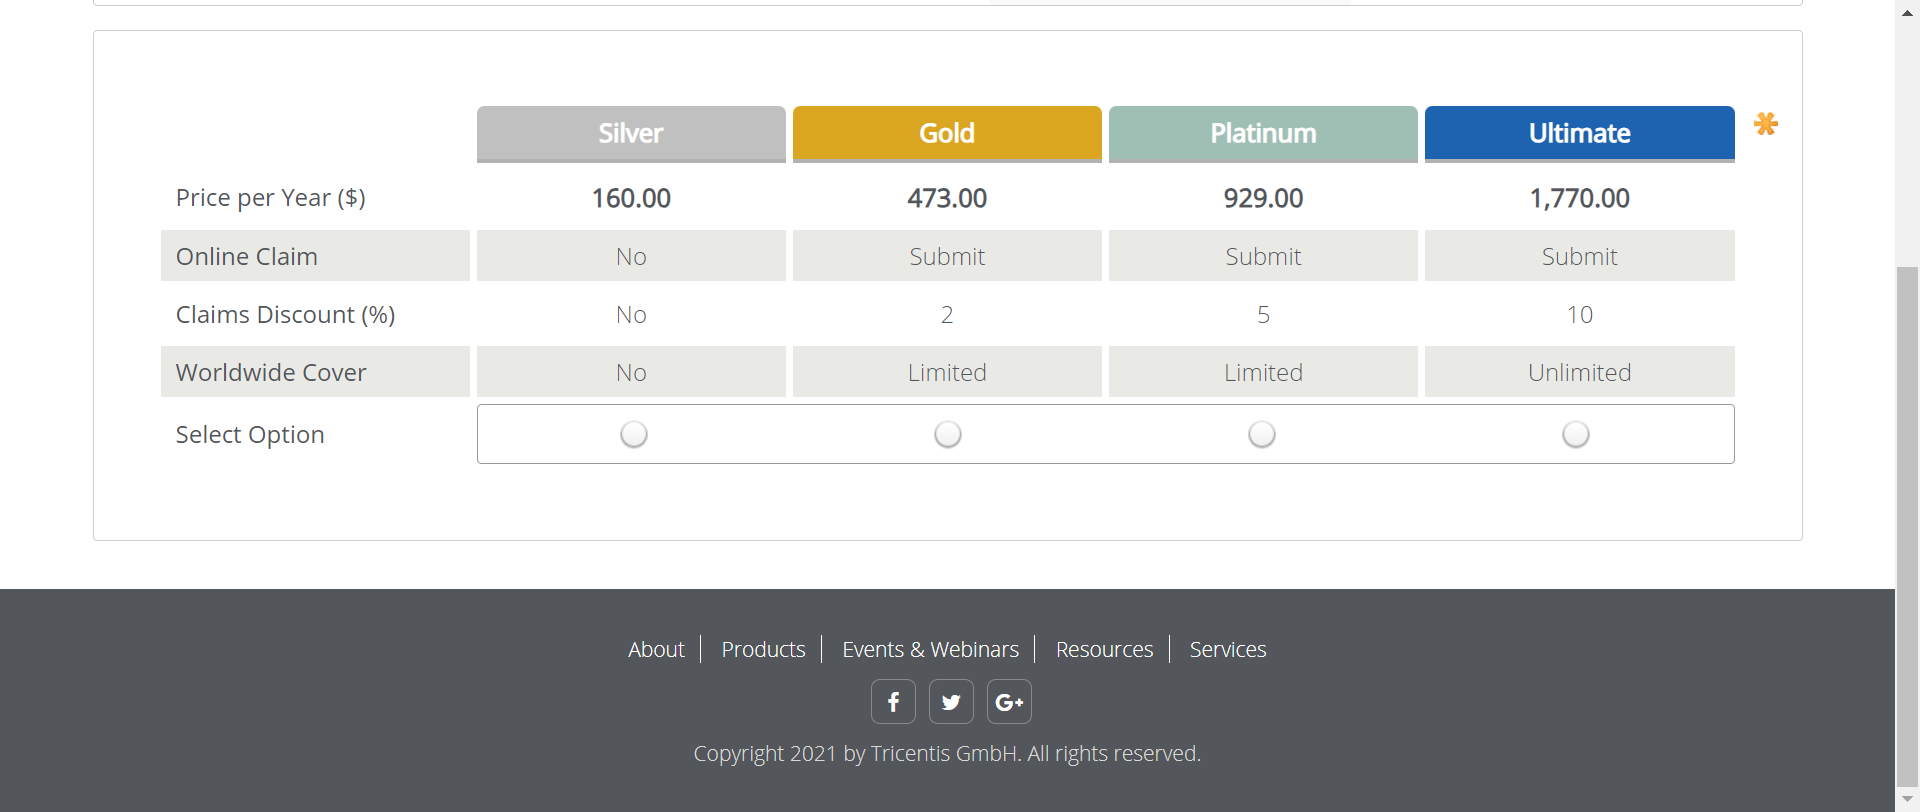 Silver Gold Platinum Ultimate
Price per Year ($) 160.00 473.00 929.00 1,770.00
Online Claim No Submit Submit Submit
Claims Discount (%) No 2 5 10
Worldwide Cover No Limited Limited Unlimited
Select Option
About Products Events & Webinars Resources Services
Copyright 2021 by Tricentis GmbH. All rights reserved.